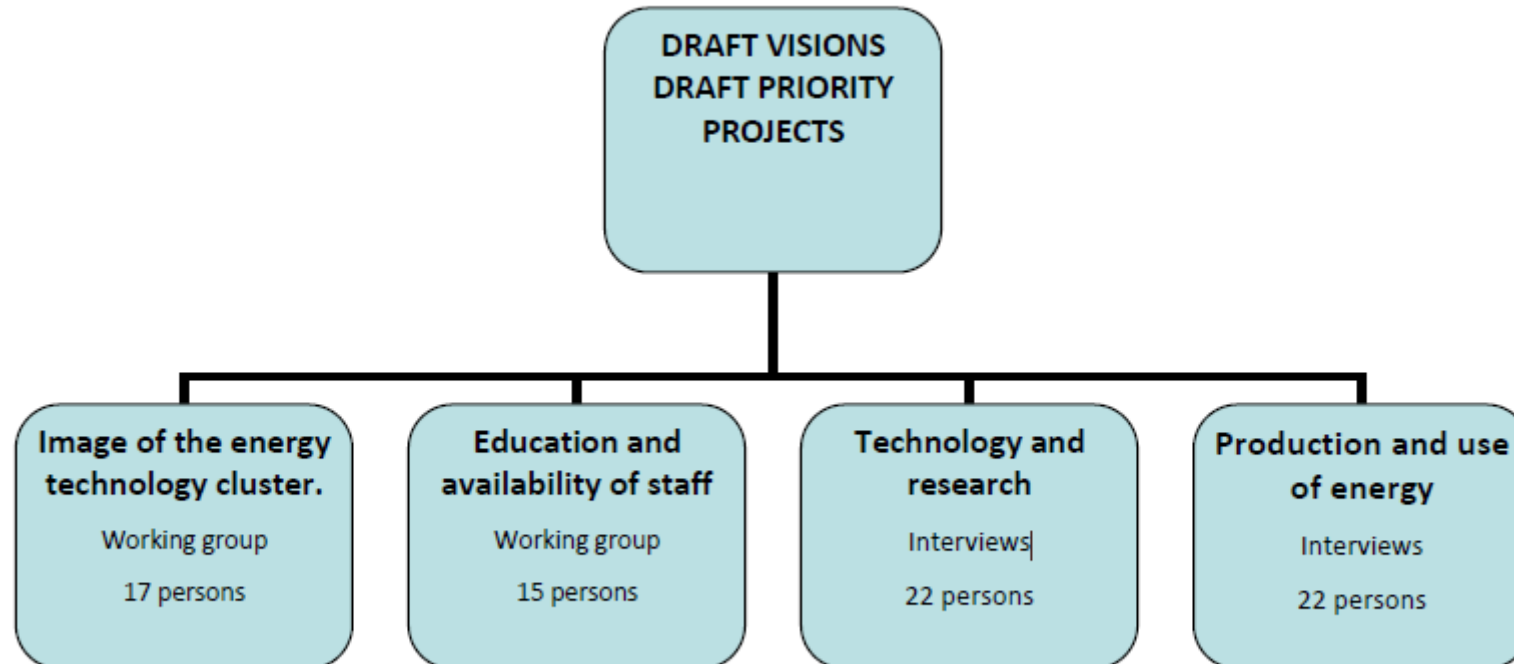 DRAFT VISIONS
DRAFT PRIORITY
PROJECTS
Image of the energy
technology cluster.
Working group
17 persons
Education and
availability of staff
Working group
15 persons
Technology and
research
Interviews
22 persons
Production and use
of energy
Interviews
22 persons